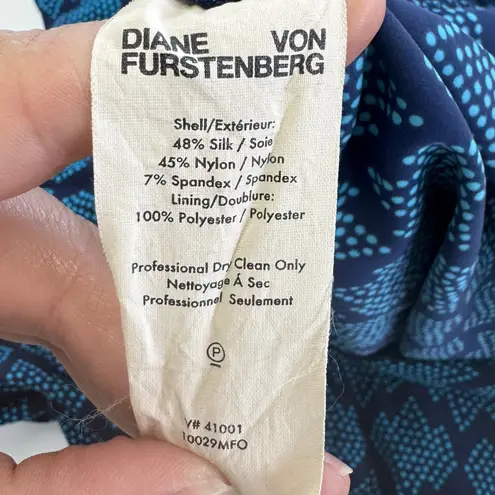 DIANE VON
FURSTENBERG
Shell/Extérieur:
48% Silk / Soie
45% Nylon / Nylon
7% Spandex / Spandex
Lining/Doublure:
100% Polyester / Polyester
Professional Dry Clean Only
Nettoyage À Sec
Professionnel Seulement
P
V# 41001
10029MFO